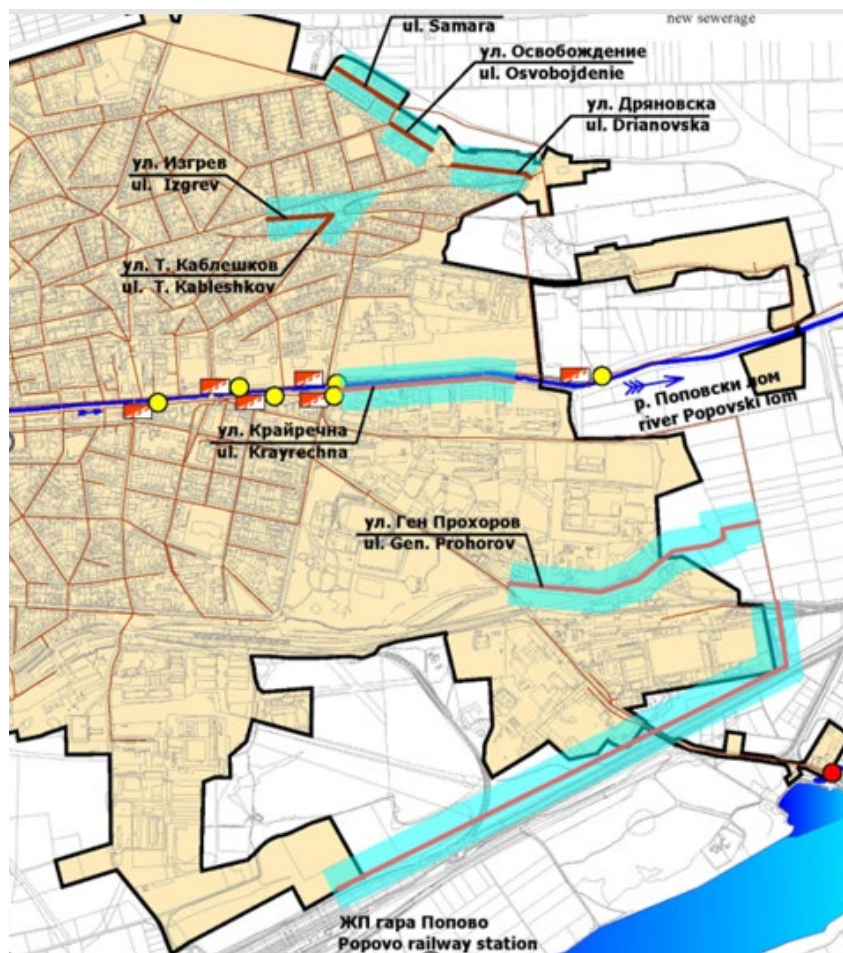 new sewerage
ul. Samara
ул. Освобождение
ul. Osvobojdenie
ул. Дряновска
ul. Drianovska
ул. Изгрев
ul. Izgrev
ул. Т. Каблешков
ul. T. Kableshkov
р. Поповски лом
river Popovski lom
ул. Крайречна
ul. Krayrechna
ул. Ген Прохоров
ul. Gen. Prohorov
ЖП гара Попово
Popovo railway station